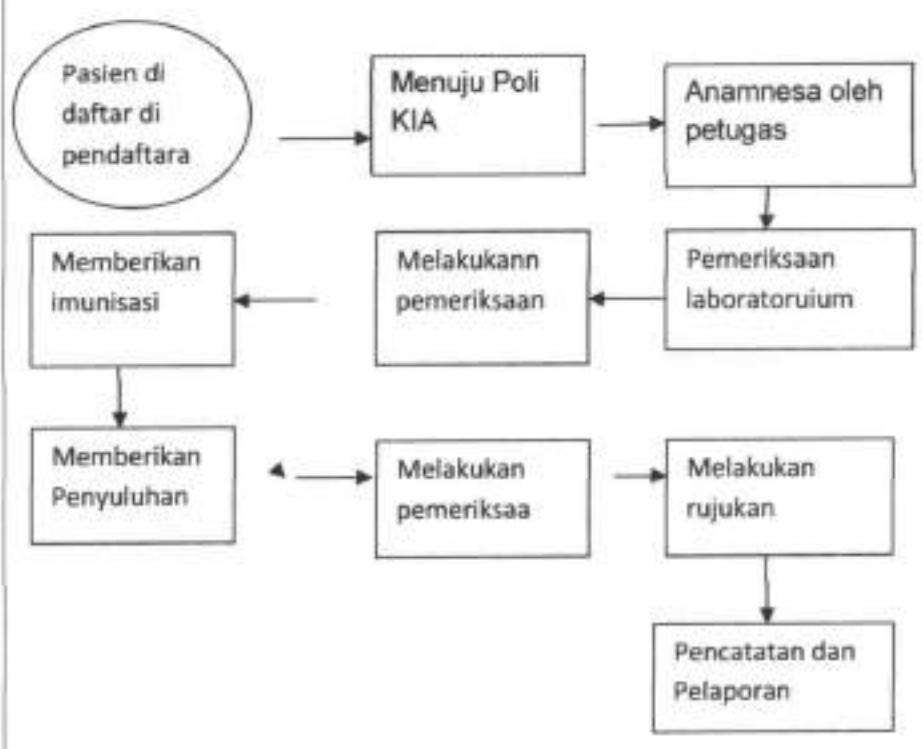 Pasien di
daftar di
pendaftara
Menuju Poli
KIA
Anamnesa oleh
petugas
Pemeriksaan
laboratoruium
Melakukann
pemeriksaan
Memberikan
imunisasi
Memberikan
Penyuluhan
Melakukan
pemeriksaa
Melakukan
rujukan
Pencatatan dan
Pelaporan